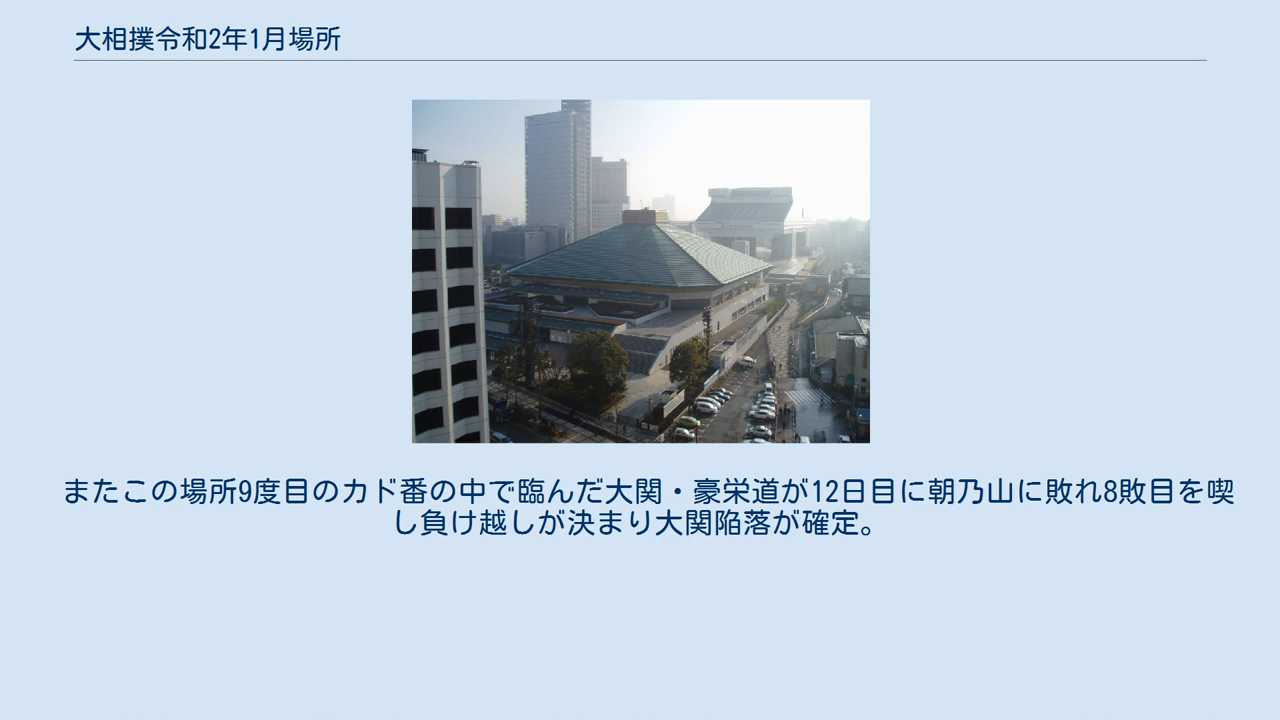 大相撲令和2年1月場所
またこの場所9度目のカド番の中で臨んだ大関・豪栄道が12日目に朝乃山に敗れ8敗目を喫
し負け越しが決まり大関陥落が確定。